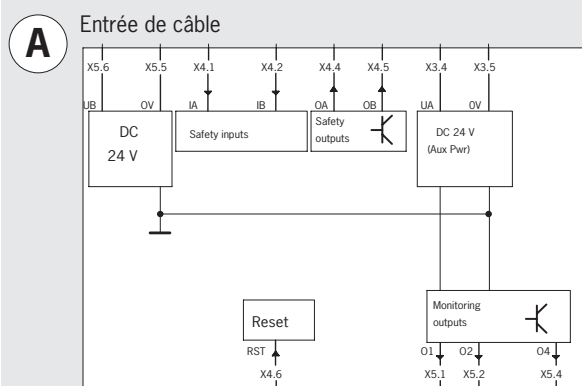 A
Entrée de câble
X5.6 X5.5 X4.1 X4.2 X4.4 X4.5 X3.4 X3.5
UB 0V IA IB OA OB UA 0V
DC
24 V
Safety inputs
Safety
outputs
DC 24 V
(Aux Pwr)
Monitoring
outputs
Reset
RST O1 O2 O4
X4.6 X5.1 X5.2 X5.4